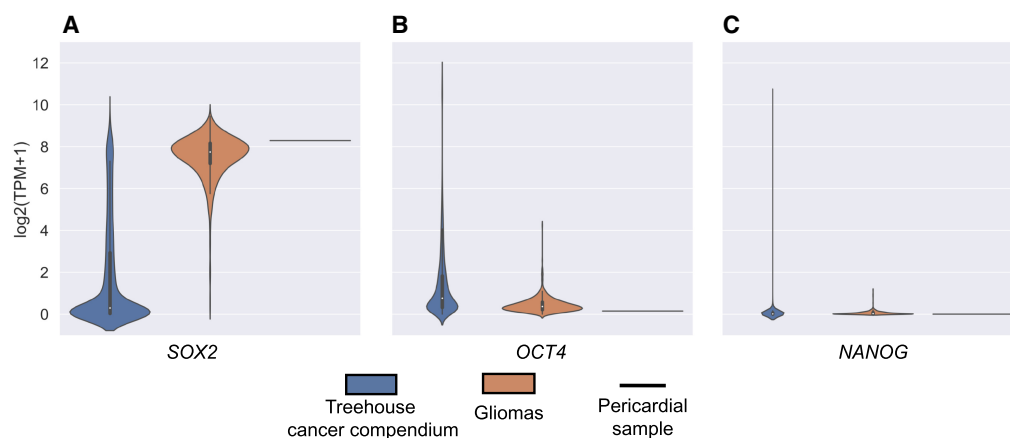 A
B
C
log2(TPM+1)
12
10
8
6
4
2
0
SOX2
OCT4
NANOG
Treehouse
cancer compendium
Gliomas
Pericardial
sample